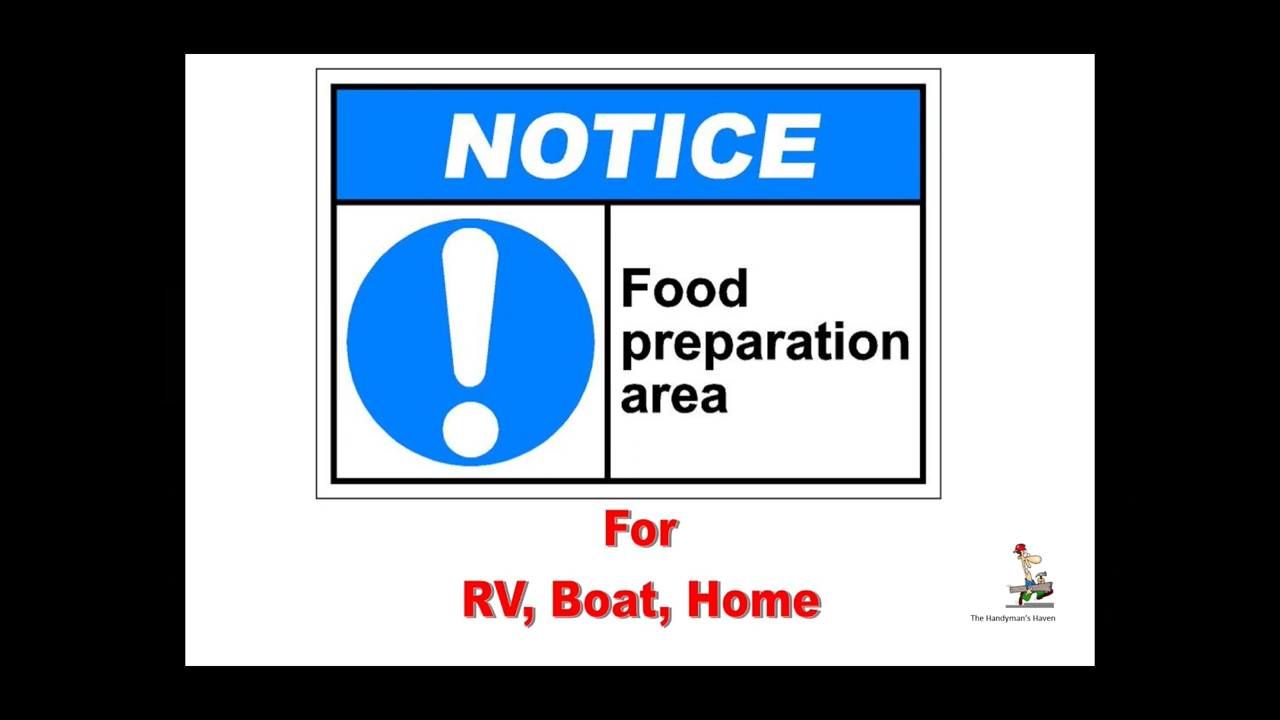 NOTICE
Food
preparation
area
For
RV, Boat, Home
The Handyman's Haven